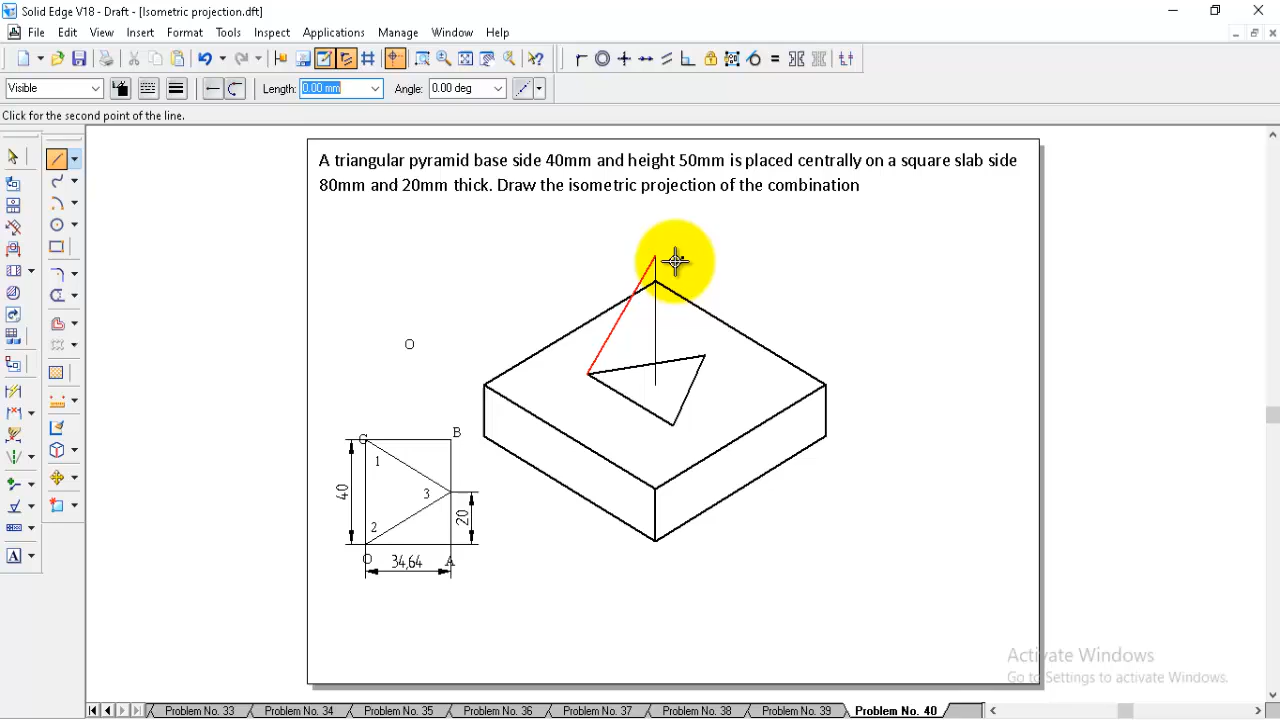 Solid Edge V18 - Draft - [Isometric projection.dft]
File Edit View Insert Format Tools Inspect Applications Manage Window Help
Visible Length: 0.00 mm Angle: 0.00 deg
Click for the second point of the line.
A triangular pyramid base side 40mm and height 50mm is placed centrally on a square slab side
80mm and 20mm thick. Draw the isometric projection of the combination
O
C B
1
40 3
20
2
O 34,64 A
Activate Windows
Go to Settings to activate Windows.
Problem No. 33 Problem No. 34 Problem No. 35 Problem No. 36 Problem No. 37 Problem No. 38 Problem No. 39 Problem No. 40